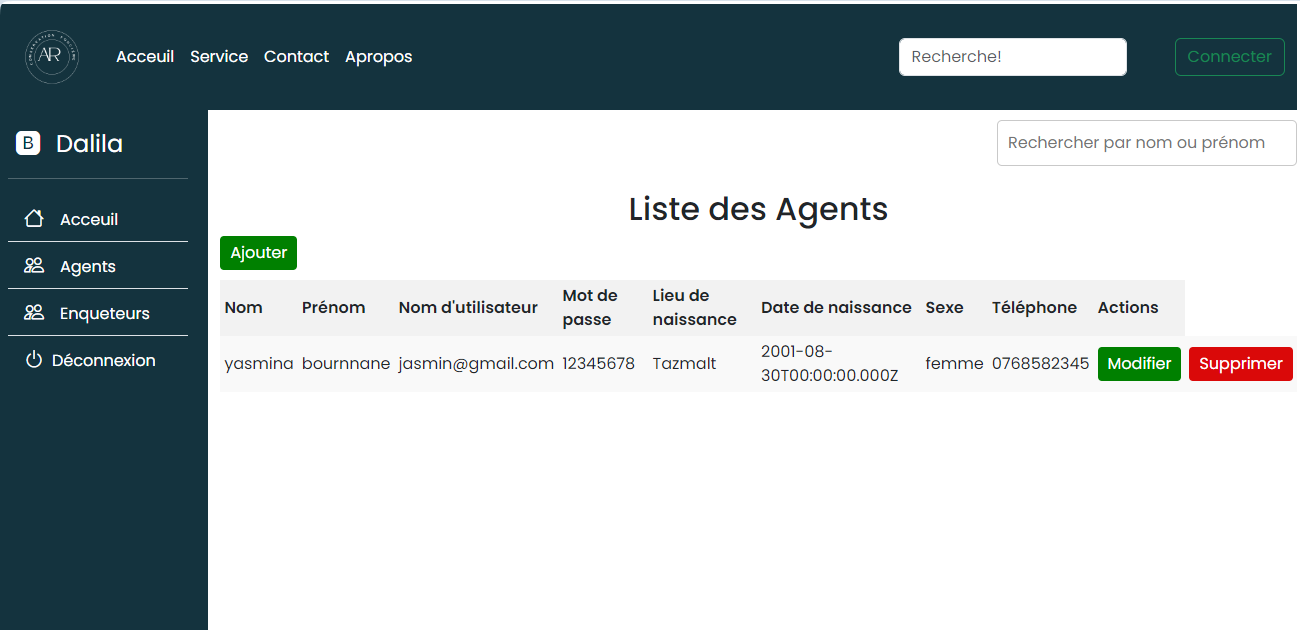 AR
Acceuil Service Contact Apropos
Recherche!
Connecter
B Dalila
Acceuil
Agents
Enqueteurs
Déconnexion
Rechercher par nom ou prénom
Liste des Agents
Ajouter
Nom Prénom Nom d'utilisateur Mot de passe Lieu de naissance Date de naissance Sexe Téléphone Actions
yasmina bournnane jasmin@gmail.com 12345678 Tazmalt 2001-08-30T00:00:00.000Z femme 0768582345 Modifier Supprimer